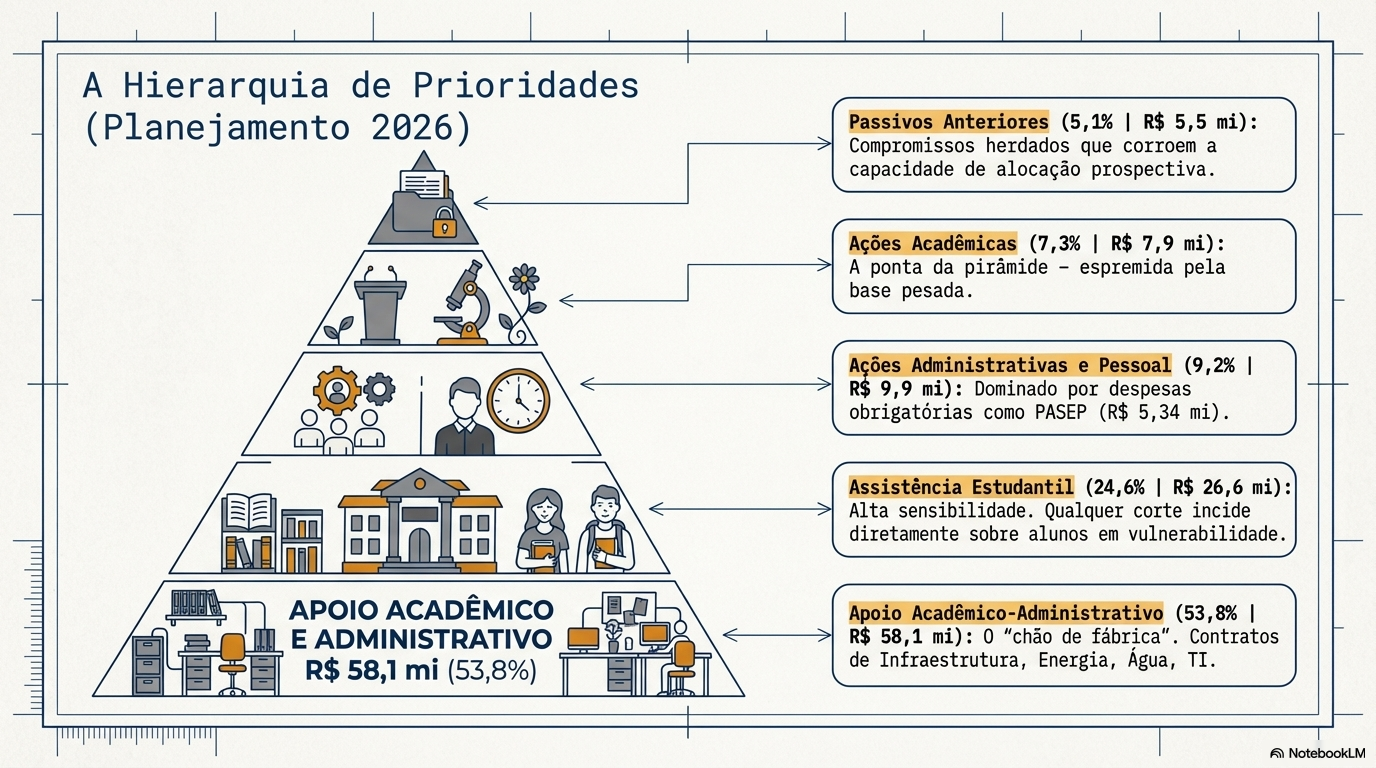 A Hierarquia de Prioridades
(Planejamento 2026)
Passivos Anteriores (5,1% | R$ 5,5 mi):
Compromissos herdados que corroem a
capacidade de alocação prospectiva.
Ações Acadêmicas (7,3% | R$ 7,9 mi):
A ponta da pirâmide – espremida pela
base pesada.
Ações Administrativas e Pessoal (9,2% |
R$ 9,9 mi): Dominado por despesas
obrigatórias como PASEP (R$ 5,34 mi).
Assistência Estudantil (24,6% | R$ 26,6 mi):
Alta sensibilidade. Qualquer corte incide
diretamente sobre alunos em vulnerabilidade.
APOIO ACADÊMICO
E ADMINISTRATIVO
R$ 58,1 mi (53,8%)
Apoio Acadêmico-Administrativo (53,8% |
R$ 58,1 mi): O “chão de fábrica”. Contratos
de Infraestrutura, Energia, Água, TI.
NotebookLM